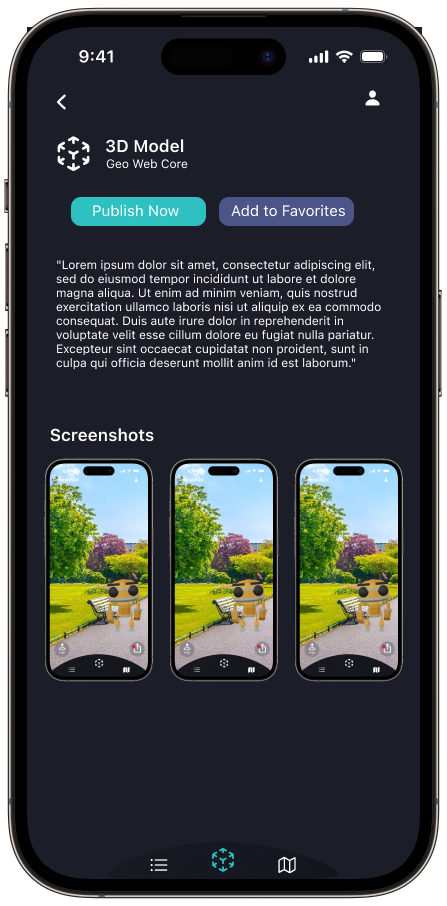 9:41
3D Model
Geo Web Core
Publish Now
Add to Favorites
"Lorem ipsum dolor sit amet, consectetur adipiscing elit,
sed do eiusmod tempor incididunt ut labore et dolore
magna aliqua. Ut enim ad minim veniam, quis nostrud
exercitation ullamco laboris nisi ut aliquip ex ea commodo
consequat. Duis aute irure dolor in reprehenderit in
voluptate velit esse cillum dolore eu fugiat nulla pariatur.
Excepteur sint occaecat cupidatat non proident, sunt in
culpa qui officia deserunt mollit anim id est laborum."
Screenshots